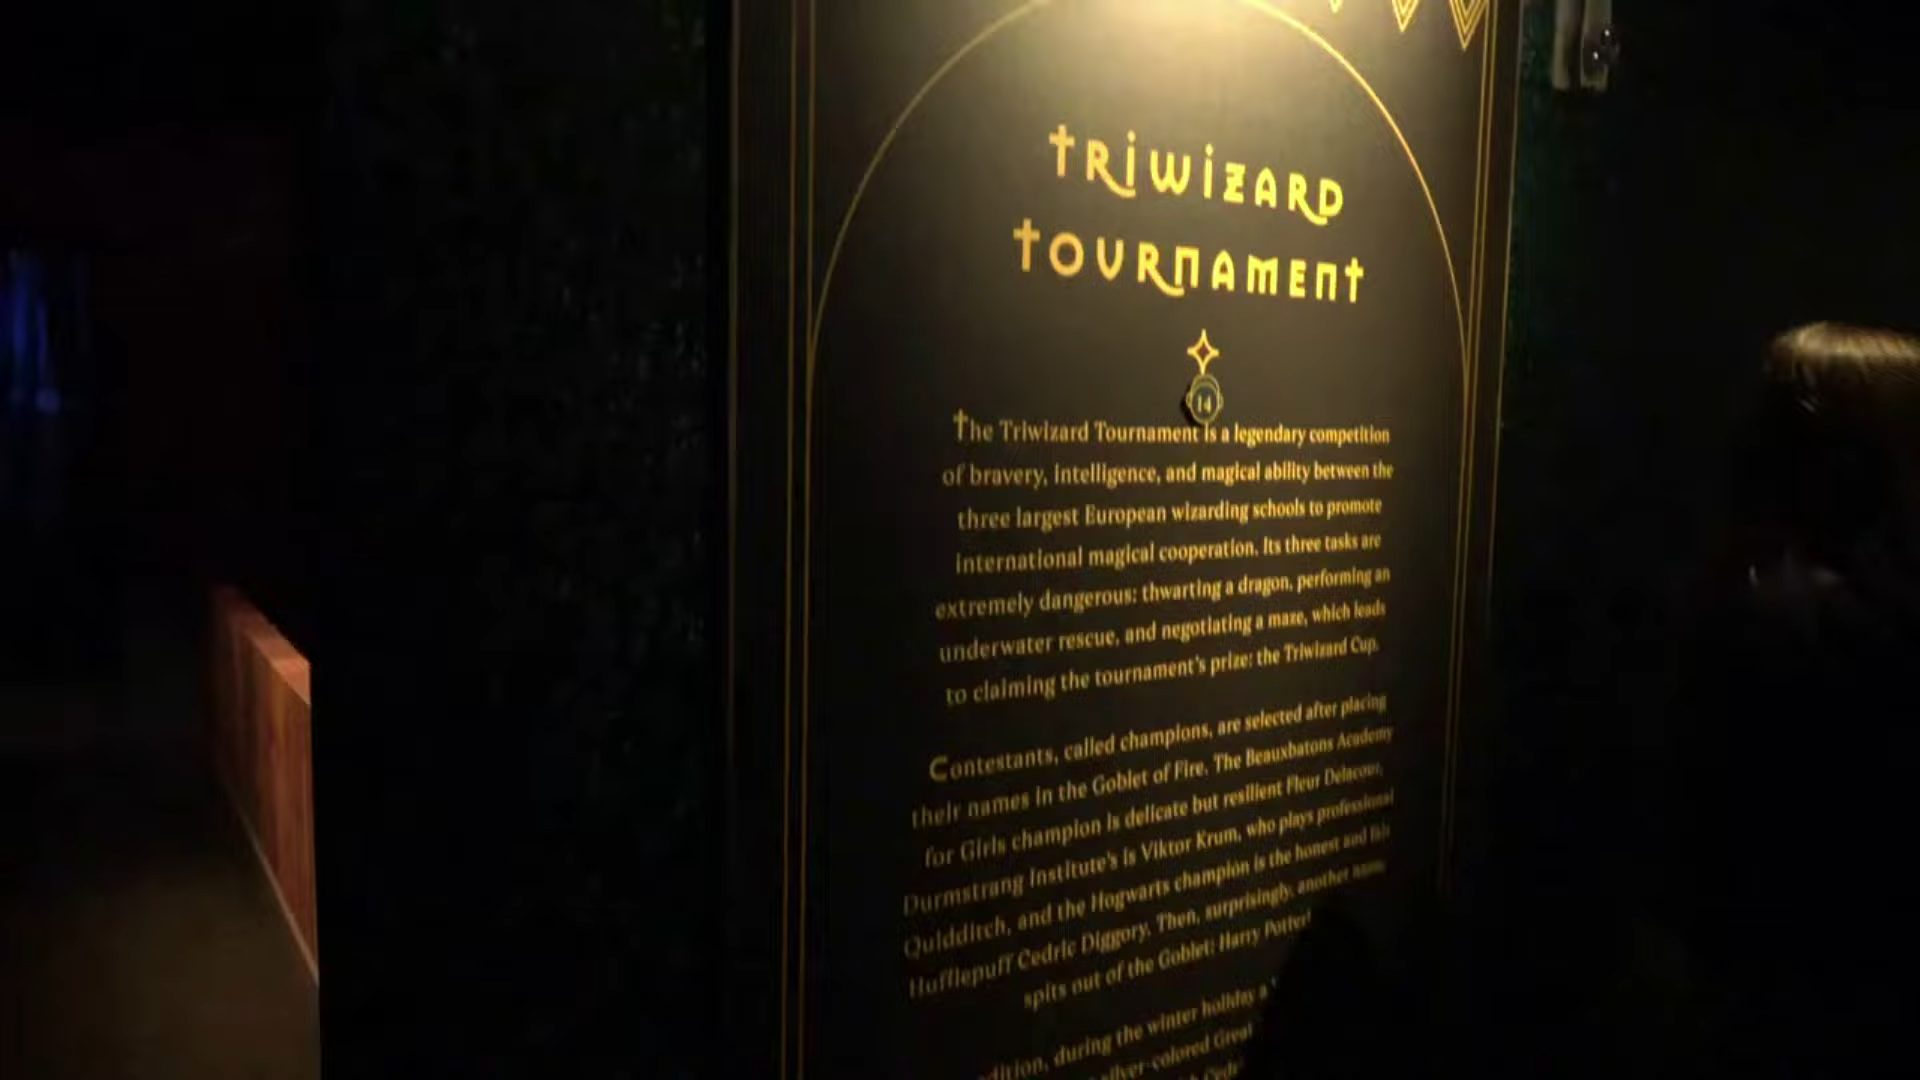 TRIWIZARD
TOURNAMENT
14
The Triwizard Tournament is a legendary competition
of bravery, intelligence, and magical ability between the
three largest European wizarding schools to promote
international magical cooperation. Its three tasks are
extremely dangerous: thwarting a dragon, performing an
underwater rescue, and negotiating a maze, which leads
to claiming the tournament's prize: the Triwizard Cup.
Contestants, called champions, are selected after placing
their names in the Goblet of Fire. The Beauxbatons Academy
for Girls champion is delicate but resilient Fleur Delacour,
Durmstrang Institute's is Viktor Krum, who plays professional
Quidditch, and the Hogwarts champion is the honest and
Hufflepuff Cedric Diggory. Then, surprisingly, another name
spits out of the Goblet: Harry Potter!
during the winter holiday a
silver-colored Great